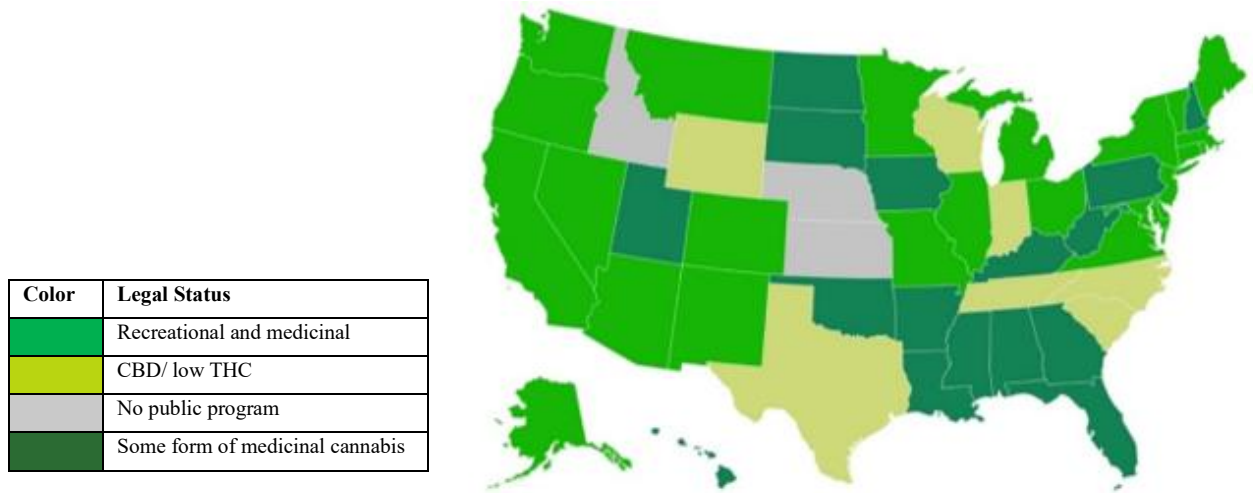 Color Legal Status
Recreational and medicinal
CBD/ low THC
No public program
Some form of medicinal cannabis